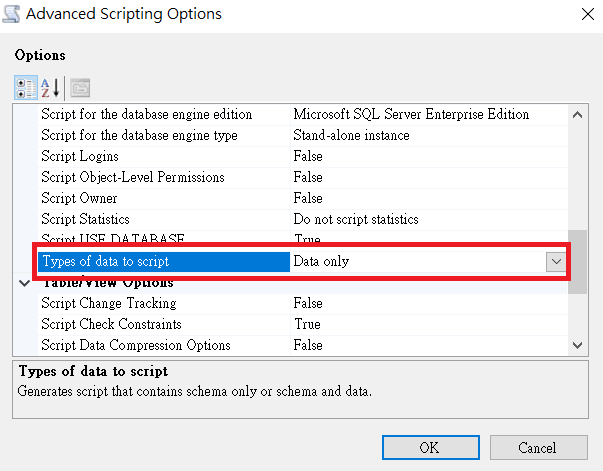 Advanced Scripting Options
Options
Script for the database engine edition Microsoft SQL Server Enterprise Edition
Script for the database engine type Stand-alone instance
Script Logins False
Script Object-Level Permissions False
Script Owner False
Script Statistics Do not script statistics
Script USE DATABASE True
Types of data to script Data only
Table/View Options
Script Change Tracking False
Script Check Constraints True
Script Data Compression Options False
Types of data to script
Generates script that contains schema only or schema and data.
OK Cancel